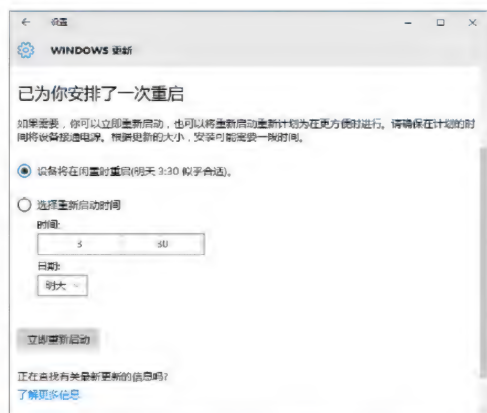 设置
WINDOWS 更新
已为你安排了一次重启
如果需要，你可以立即重新启动，也可以将重新启动重新计划为在更方便时进行。请确保在计划的时
间将设备接通电源。根据更新的大小，安装可能需要一段时间。
设备将在闲置时重启(明天 3:30 似乎合适)。
选择重新启动时间
时间:
3 30
日期:
明天
立即重新启动
正在查找有关最新更新的信息吗?
了解更多信息